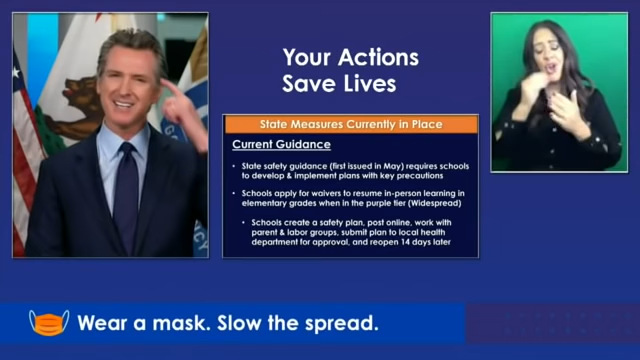 Your Actions
Save Lives
State Measures Currently in Place
Current Guidance
• State safety guidance (first issued in May) requires schools
to develop & implement plans with key precautions
• Schools apply for waivers to resume in-person learning in
elementary grades when in the purple tier (Widespread)
• Schools create a safety plan, post online, work with
parent & labor groups, submit plan to local health
department for approval, and reopen 14 days later
Wear a mask. Slow the spread.